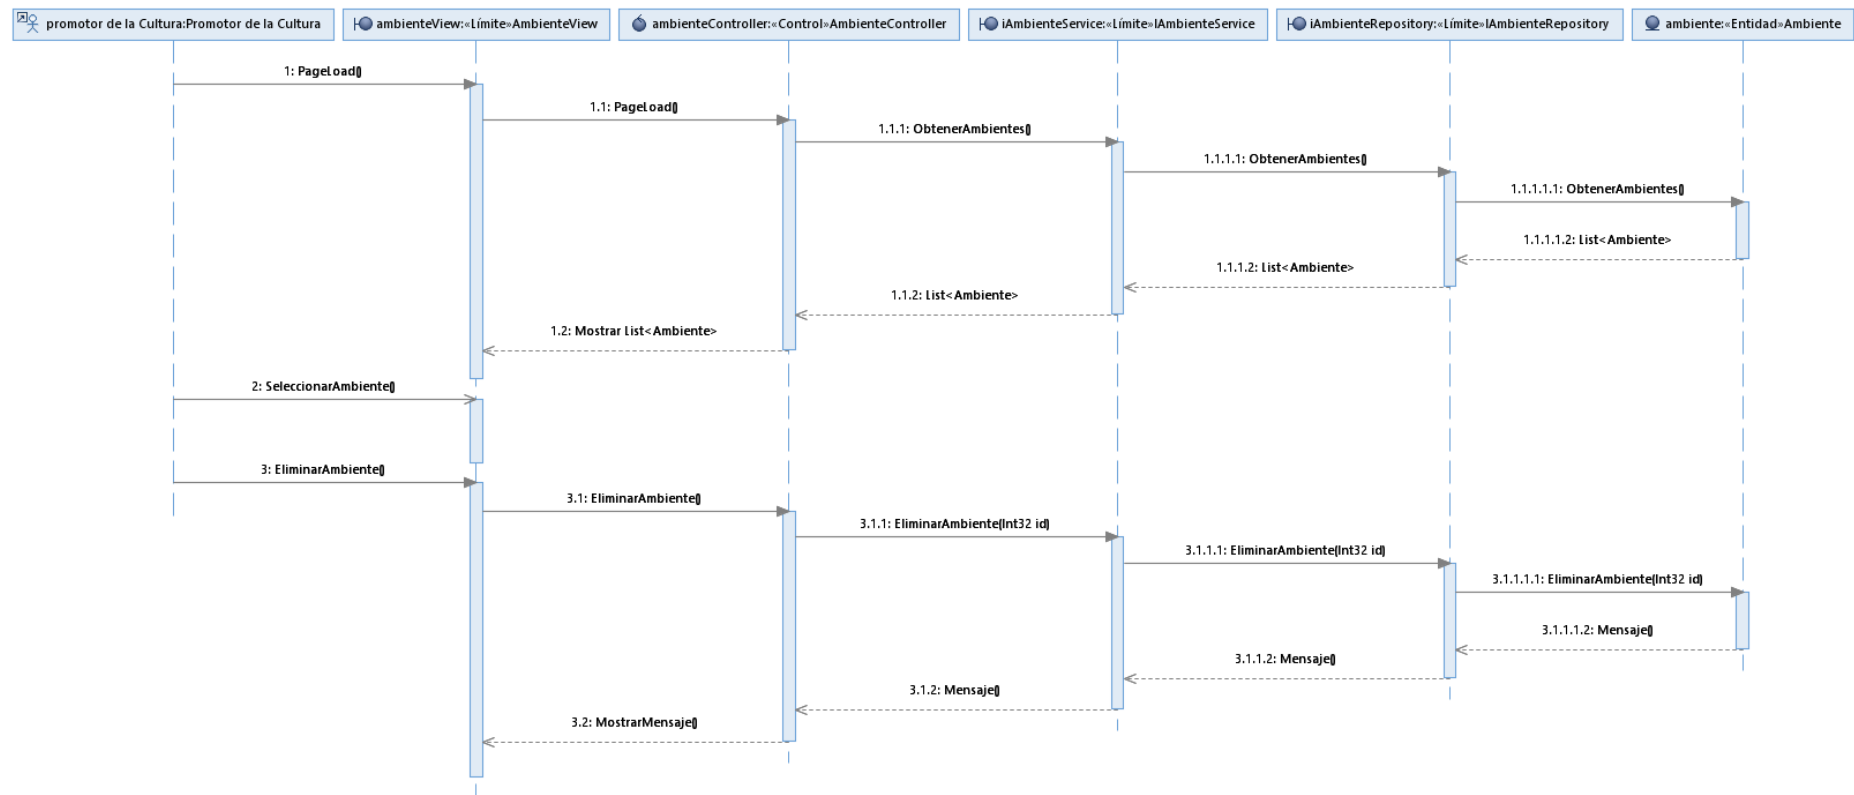 promotor de la Cultura:Promotor de la Cultura
ambienteView:«Límite»AmbienteView
ambienteController:«Control»AmbienteController
iAmbienteService:«Límite»IAmbienteService
iAmbienteRepository:«Límite»IAmbienteRepository
ambiente:«Entidad»Ambiente
1: PageLoad()
1.1: PageLoad()
1.1.1: ObtenerAmbientes()
1.1.1.1: ObtenerAmbientes()
1.1.1.1.1: ObtenerAmbientes()
1.1.1.1.2: List<Ambiente>
1.1.1.2: List<Ambiente>
1.1.2: List<Ambiente>
1.2: Mostrar List<Ambiente>
2: SeleccionarAmbiente()
3: EliminarAmbiente()
3.1: EliminarAmbiente()
3.1.1: EliminarAmbiente(Int32 id)
3.1.1.1: EliminarAmbiente(Int32 id)
3.1.1.1.1: EliminarAmbiente(Int32 id)
3.1.1.1.2: Mensaje()
3.1.1.2: Mensaje()
3.1.2: Mensaje()
3.2: MostrarMensaje()